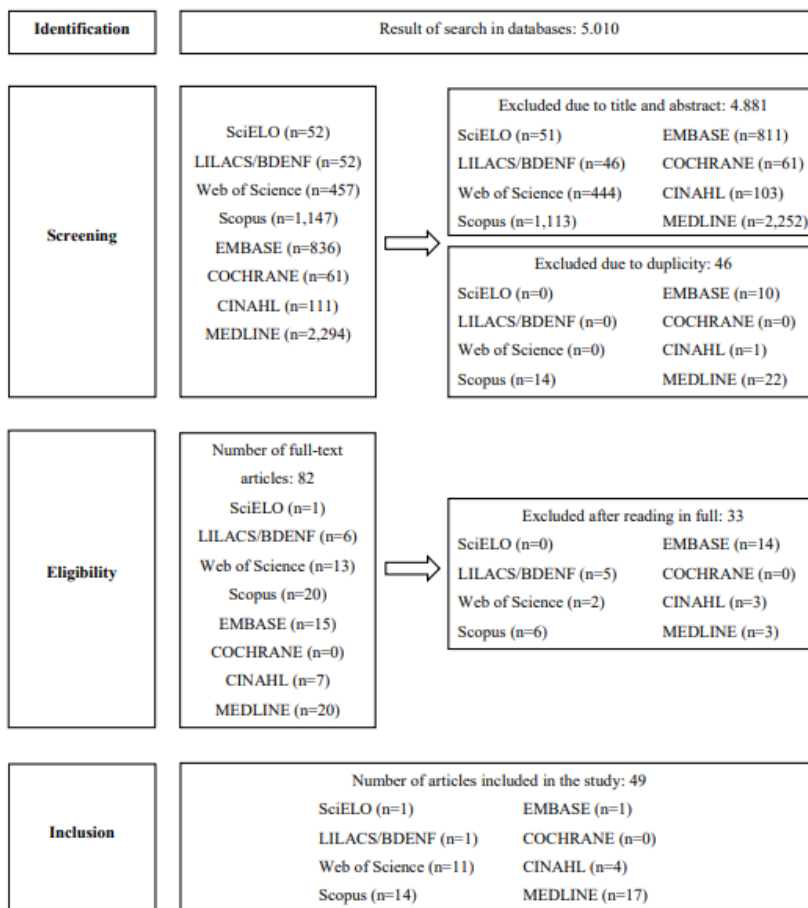 Identification
Result of search in databases: 5.010
Screening
SciELO (n=52)
LILACS/BDENF (n=52)
Web of Science (n=457)
Scopus (n=1,147)
EMBASE (n=836)
COCHRANE (n=61)
CINAHL (n=111)
MEDLINE (n=2,294)
Excluded due to title and abstract: 4.881
SciELO (n=51) EMBASE (n=811)
LILACS/BDENF (n=46) COCHRANE (n=61)
Web of Science (n=444) CINAHL (n=103)
Scopus (n=1,113) MEDLINE (n=2,252)
Excluded due to duplicity: 46
SciELO (n=0) EMBASE (n=10)
LILACS/BDENF (n=0) COCHRANE (n=0)
Web of Science (n=0) CINAHL (n=1)
Scopus (n=14) MEDLINE (n=22)
Eligibility
Number of full-text
articles: 82
SciELO (n=1)
LILACS/BDENF (n=6)
Web of Science (n=13)
Scopus (n=20)
EMBASE (n=15)
COCHRANE (n=0)
CINAHL (n=7)
MEDLINE (n=20)
Excluded after reading in full: 33
SciELO (n=0) EMBASE (n=14)
LILACS/BDENF (n=5) COCHRANE (n=0)
Web of Science (n=2) CINAHL (n=3)
Scopus (n=6) MEDLINE (n=3)
Inclusion
Number of articles included in the study: 49
SciELO (n=1) EMBASE (n=1)
LILACS/BDENF (n=1) COCHRANE (n=0)
Web of Science (n=11) CINAHL (n=4)
Scopus (n=14) MEDLINE (n=17)